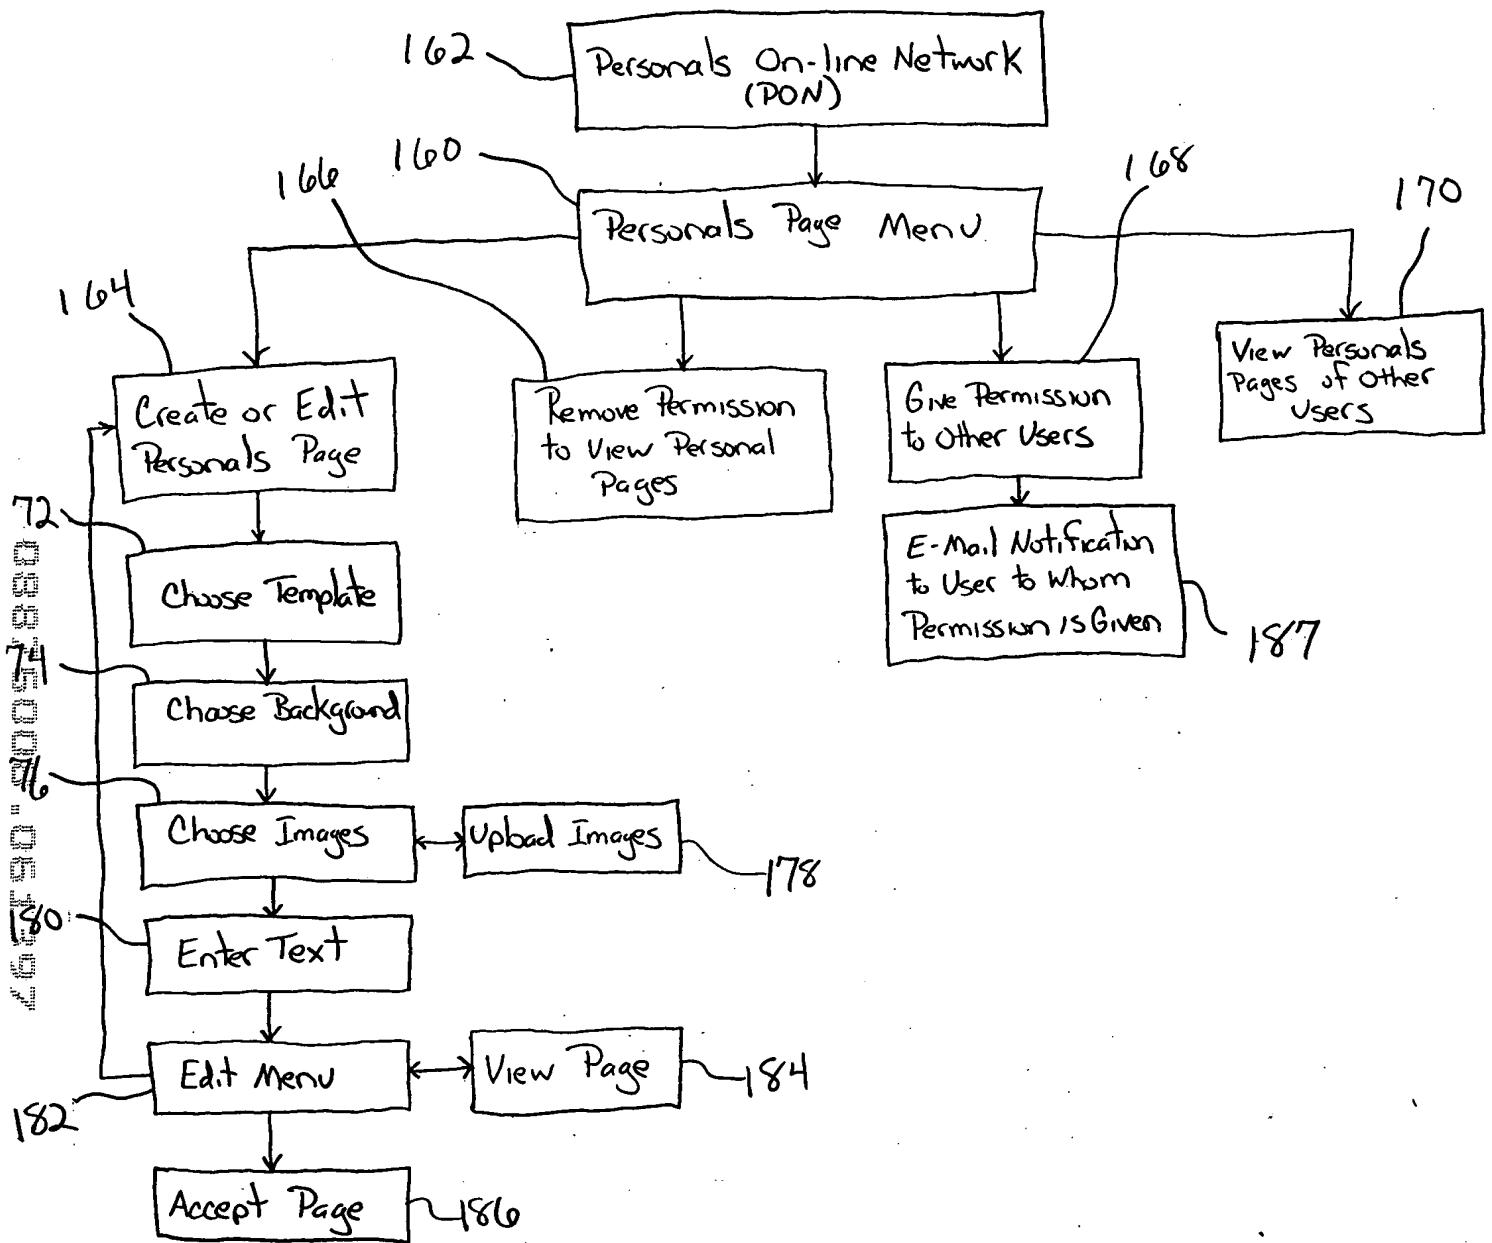 162
Personals On-line Network
(PON)
166
160
168
170
Personals Page Menu
164
Create or Edit
Personals Page
Remove Permission
to View Personal
Pages
Give Permission
to Other Users
View Personals
Pages of Other
Users
72
Choose Template
E-Mail Notification
to User to Whom
Permission is Given
187
74
Choose Background
76
Choose Images
Upload Images
178
180
Enter Text
Edit Menu
View Page
184
182
Accept Page
186